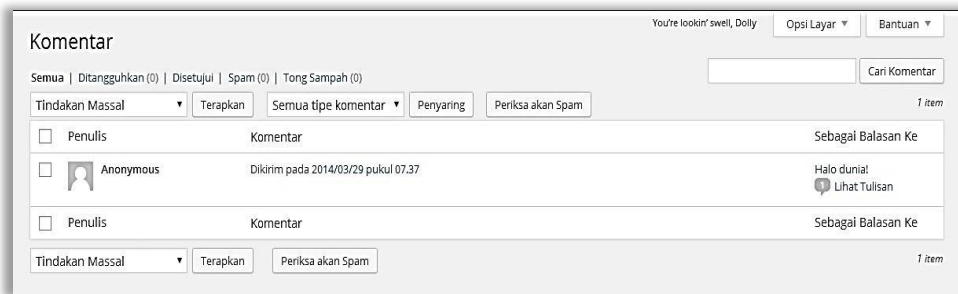 You're lookin' swell, Dolly Opsi Layar Bantuan
Komentar
Semua | Ditangguhkan (0) | Disetujui | Spam (0) | Tong Sampah (0)
Cari Komentar
Tindakan Massal Terapkan Semua tipe komentar Penyaring Periksa akan Spam 1 item
Penulis Komentar Sebagai Balasan Ke
Anonymous Dikirim pada 2014/03/29 pukul 07.37 Halo dunia!
1 Lihat Tulisan
Penulis Komentar Sebagai Balasan Ke
Tindakan Massal Terapkan Periksa akan Spam 1 item